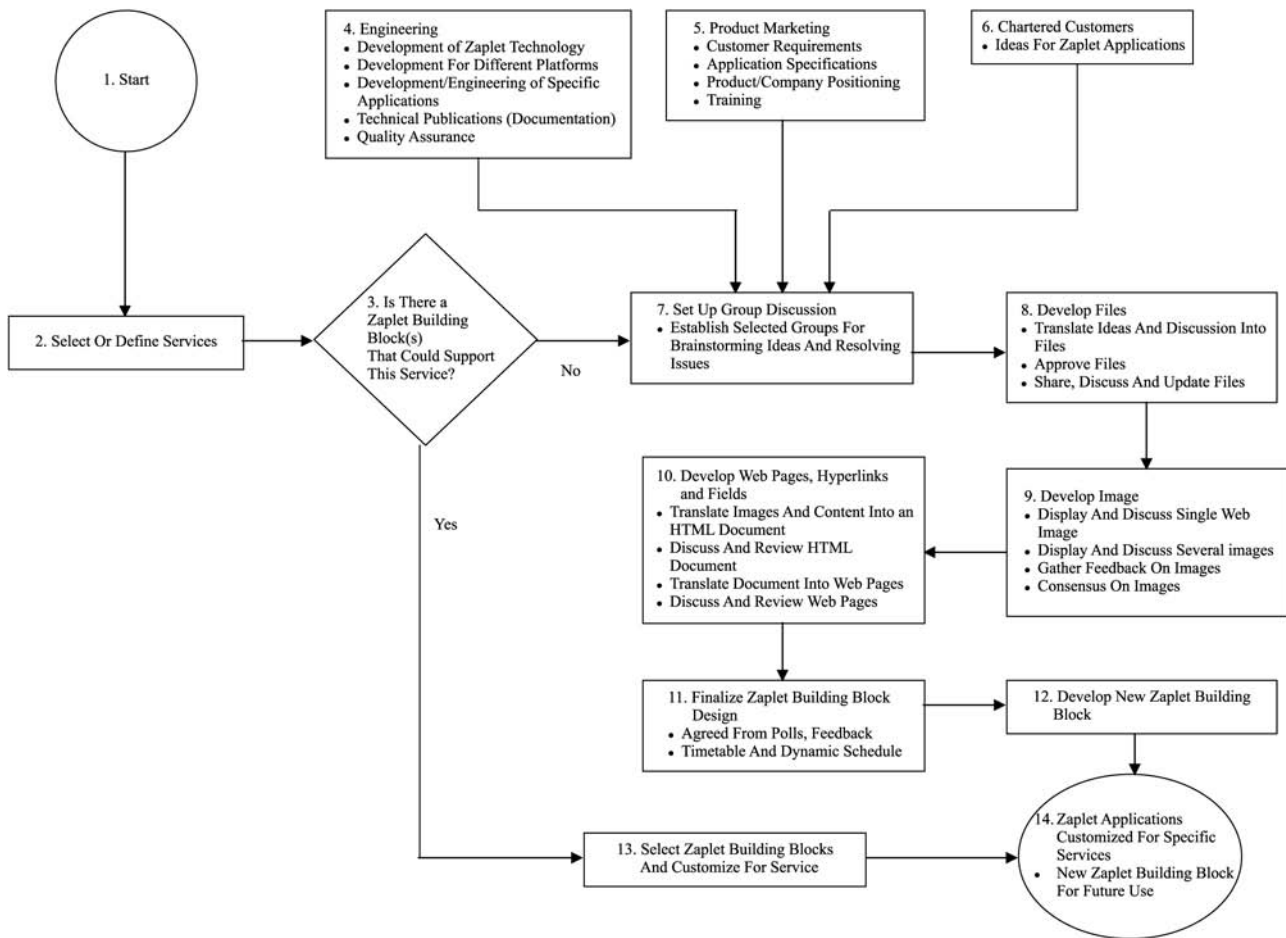 1. Start
4. Engineering
• Development of Zaplet Technology
• Development For Different Platforms
• Development/Engineering of Specific
Applications
• Technical Publications (Documentation)
• Quality Assurance
5. Product Marketing
• Customer Requirements
• Application Specifications
• Product/Company Positioning
• Training
6. Chartered Customers
• Ideas For Zaplet Applications
2. Select Or Define Services
3. Is There a
Zaplet Building
Block(s)
That Could Support
This Service?
No
7. Set Up Group Discussion
• Establish Selected Groups For
Brainstorming Ideas And Resolving
Issues
8. Develop Files
• Translate Ideas And Discussion Into
Files
• Approve Files
• Share, Discuss And Update Files
Yes
10. Develop Web Pages, Hyperlinks
and Fields
• Translate Images And Content Into an
HTML Document
• Discuss And Review HTML
Document
• Translate Document Into Web Pages
• Discuss And Review Web Pages
9. Develop Image
• Display And Discuss Single Web
Image
• Display And Discuss Several images
• Gather Feedback On Images
• Consensus On Images
11. Finalize Zaplet Building Block
Design
• Agreed From Polls, Feedback
• Timetable And Dynamic Schedule
12. Develop New Zaplet Building
Block
13. Select Zaplet Building Blocks
And Customize For Service
14. Zaplet Applications
Customized For Specific
Services
• New Zaplet Building Block
For Future Use